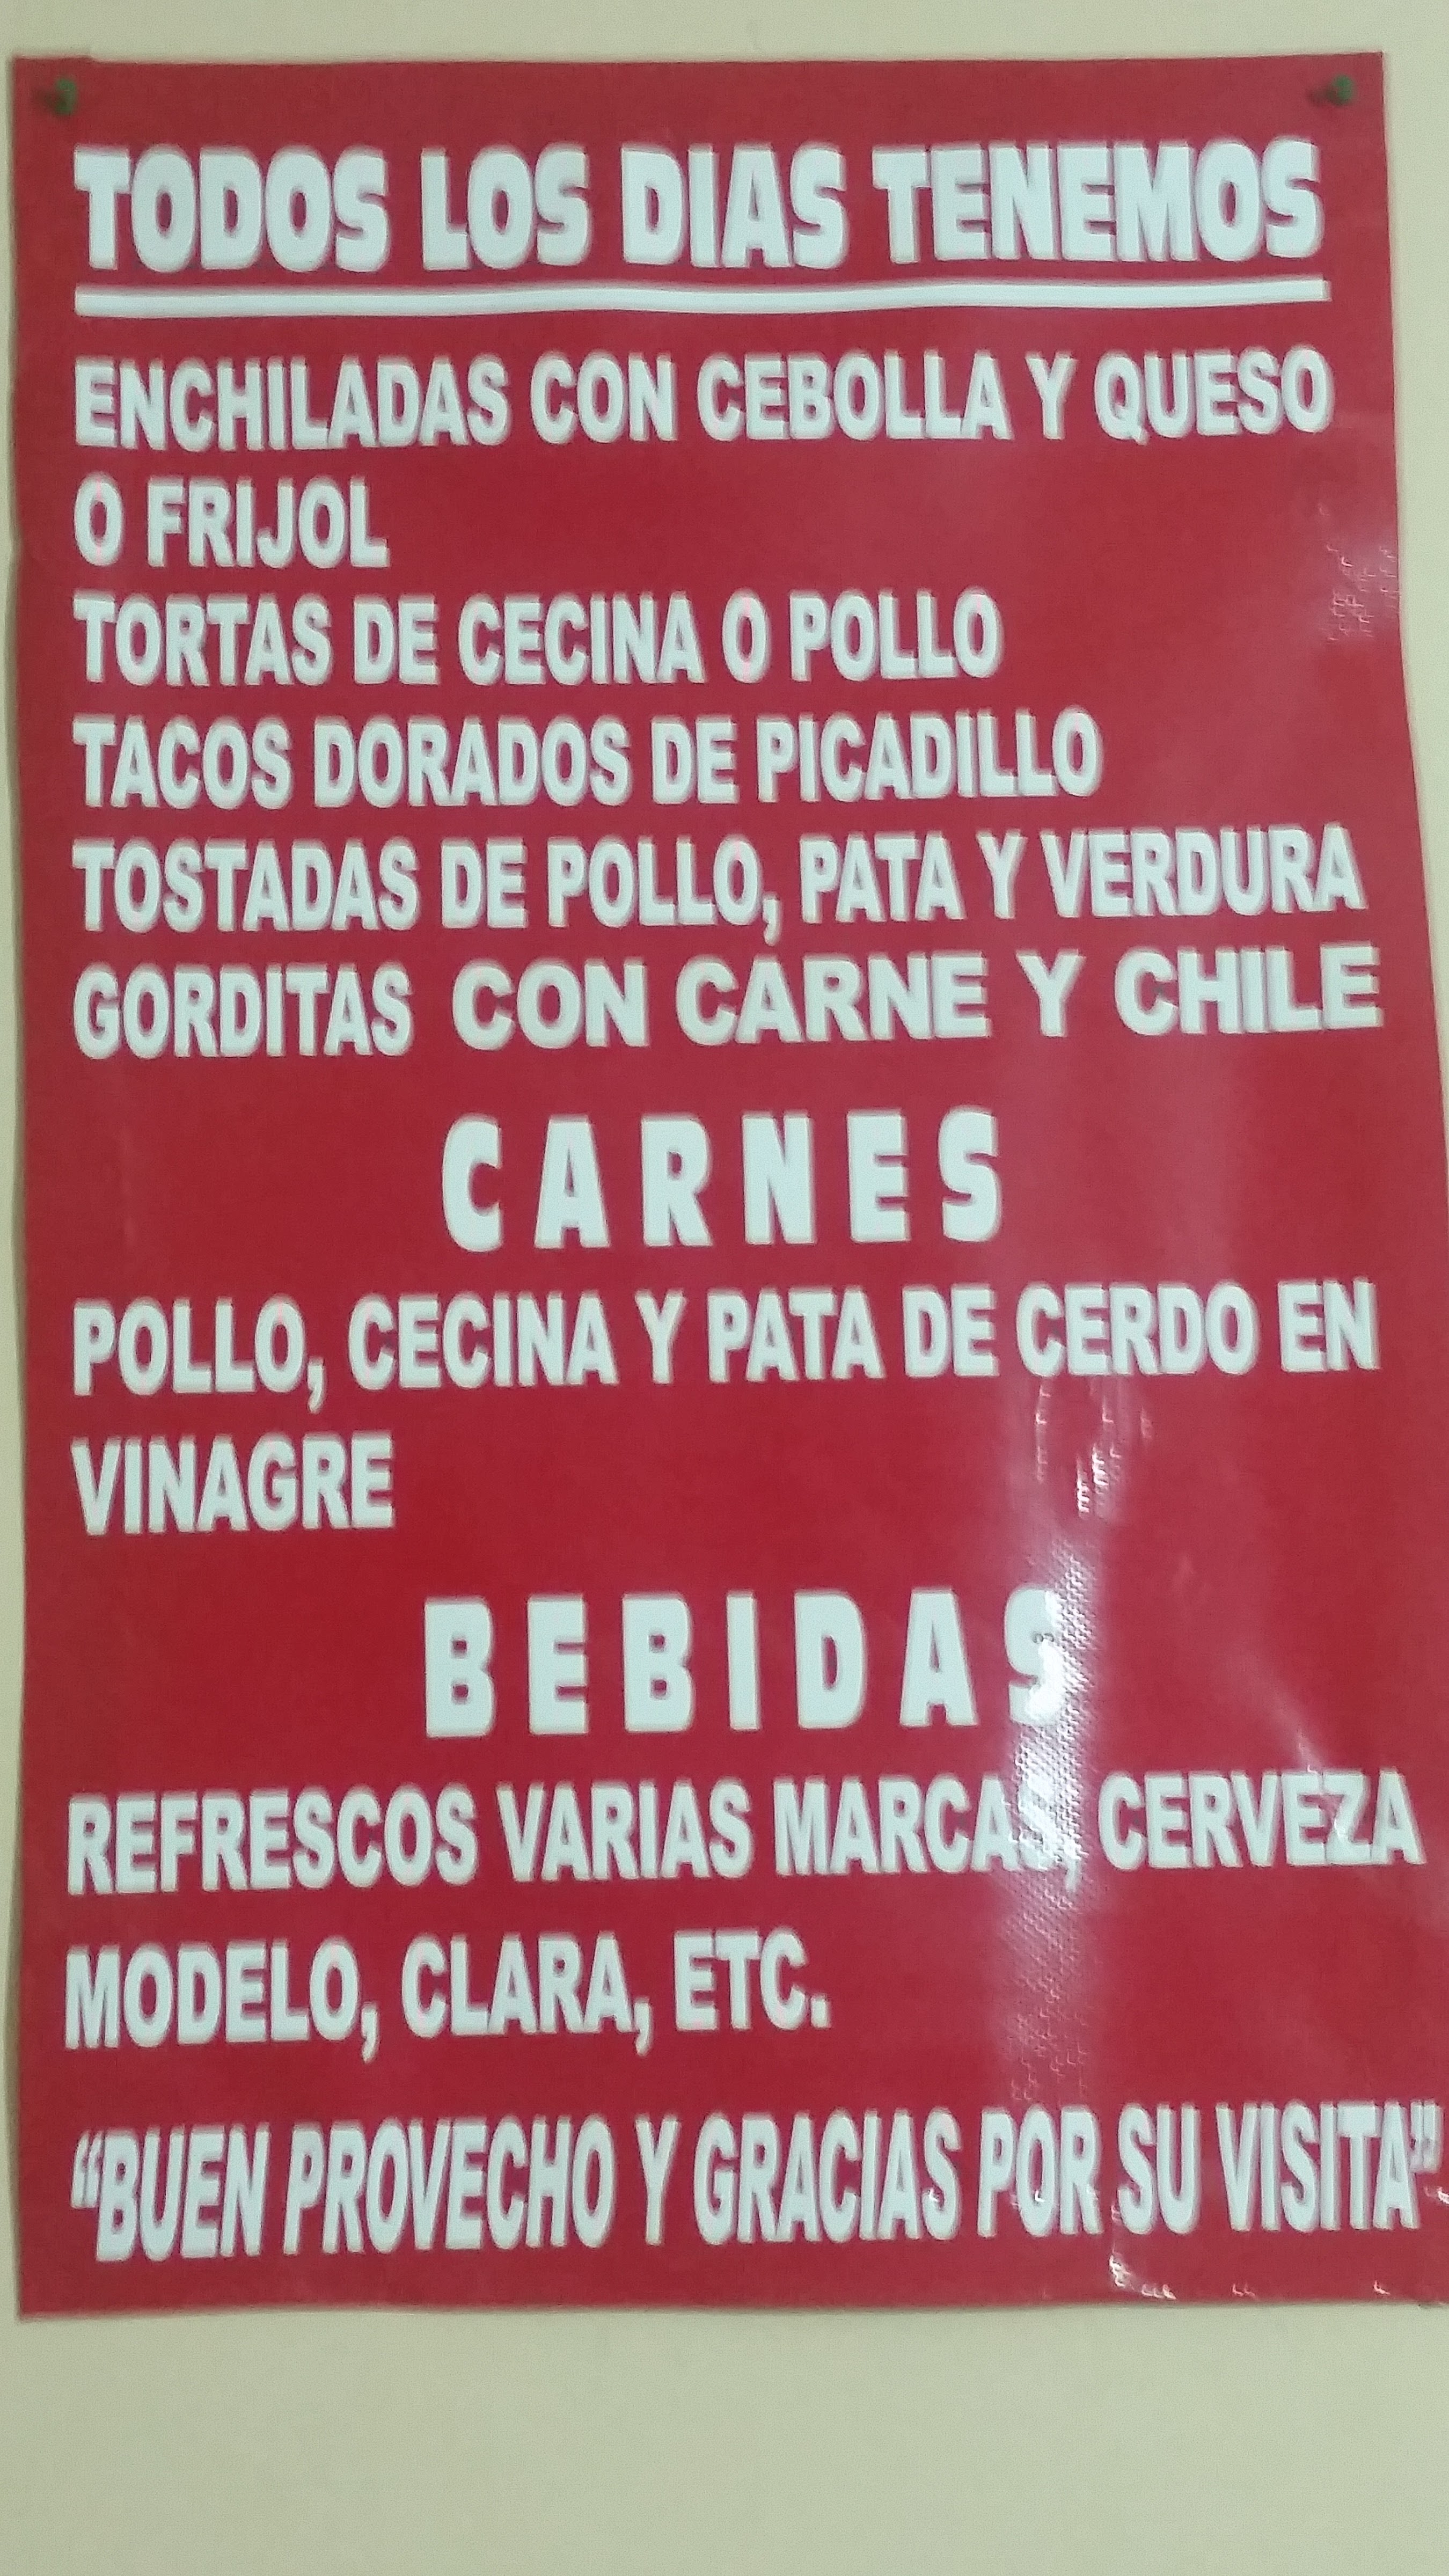 TODOS LOS DIAS TENEMOS
ENCHILADAS CON CEBOLLA Y QUESO
O FRIJOL
TORTAS DE CECINA O POLLO
TACOS DORADOS DE PICADILLO
TOSTADAS DE POLLO, PATA Y VERDURA
GORDITAS CON CARNE Y CHILE
CARNES
POLLO, CECINA Y PATA DE CERDO EN
VINAGRE
BEBIDAS
REFRESCOS VARIAS MARCAS, CERVEZA
MODELO, CLARA, ETC.
“BUEN PROVECHO Y GRACIAS POR SU VISITA”